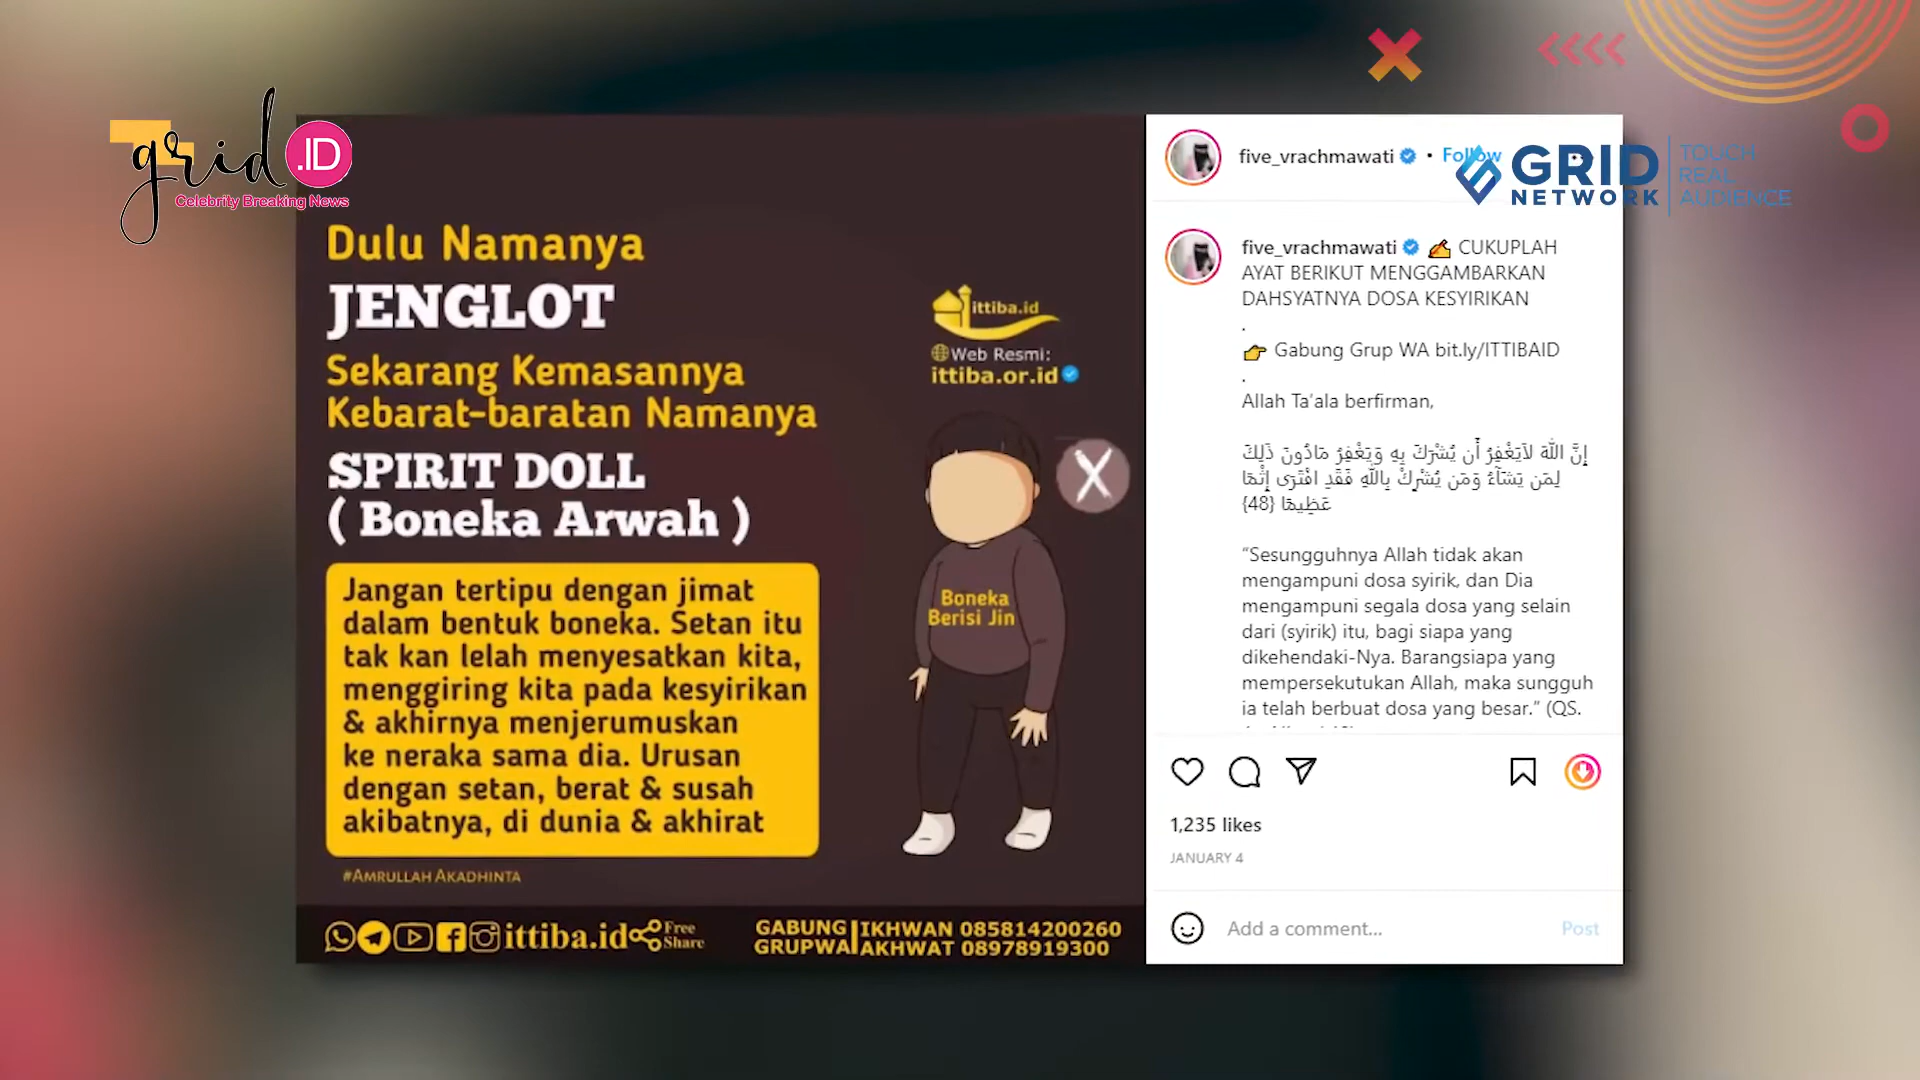 grid .ID
Celebrity Breaking News
GRID NETWORK
TOUCH
REAL
AUDIENCE
Dulu Namanya
JENGLOT
Sekarang Kemasannya
Kebarat-baratan Namanya
SPIRIT DOLL
( Boneka Arwah )
Jangan tertipu dengan jimat
dalam bentuk boneka. Setan itu
tak kan lelah menyesatkan kita,
menggiring kita pada kesyirikan
& akhirnya menjerumuskan
ke neraka sama dia. Urusan
dengan setan, berat & susah
akibatnya, di dunia & akhirat
#AMRULLAH AKADHINTA
ittiba.id
Web Resmi:
ittiba.or.id
X
Boneka
Berisi Jin
ittiba.id Free Share
GABUNG GRUP WA
IKHWAN 085814200260
AKHWAT 08978919300
five_vrachmawati • Follow
five_vrachmawati ✍ CUKUPLAH
AYAT BERIKUT MENGGAMBARKAN
DAHSYATNYA DOSA KESYIRIKAN
.
👉 Gabung Grup WA bit.ly/ITTIBAID
.
Allah Ta'ala berfirman,
إِنَّ اللهَ لاَيَغْفِرُ أَن يُشْرَكَ بِهِ وَيَغْفِرُ مَادُونَ ذَلِكَ
لِمَن يَشَآءُ وَمَن يُشْرِكْ بِاللهِ فَقَدِ افْتَرَى إِثْمًا
عَظِيمًا {48}
“Sesungguhnya Allah tidak akan
mengampuni dosa syirik, dan Dia
mengampuni segala dosa yang selain
dari (syirik) itu, bagi siapa yang
dikehendaki-Nya. Barangsiapa yang
mempersekutukan Allah, maka sungguh
ia telah berbuat dosa yang besar.” (QS.
1,235 likes
JANUARY 4
Add a comment...
Post